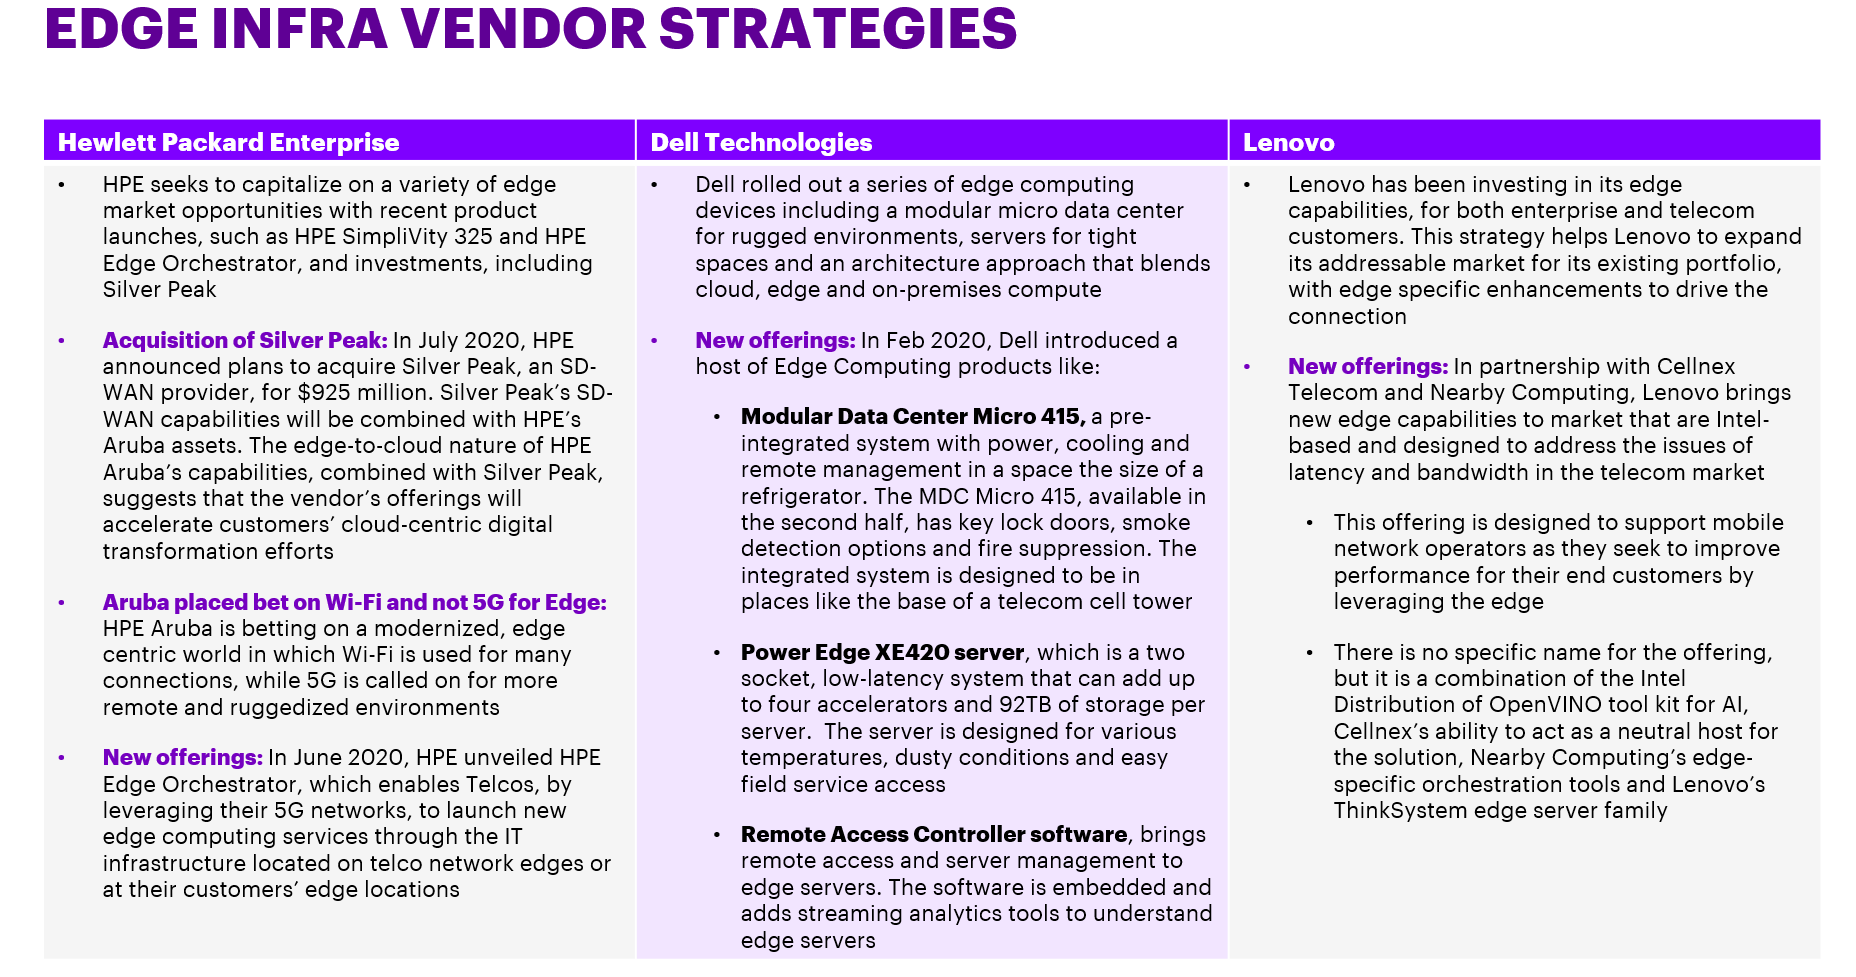 EDGE INFRA VENDOR STRATEGIES
Hewlett Packard Enterprise
• HPE seeks to capitalize on a variety of edge
market opportunities with recent product
launches, such as HPE SimpliVity 325 and HPE
Edge Orchestrator, and investments, including
Silver Peak
• Acquisition of Silver Peak: In July 2020, HPE
announced plans to acquire Silver Peak, an SD-
WAN provider, for $925 million. Silver Peak’s SD-
WAN capabilities will be combined with HPE’s
Aruba assets. The edge-to-cloud nature of HPE
Aruba’s capabilities, combined with Silver Peak,
suggests that the vendor’s offerings will
accelerate customers’ cloud-centric digital
transformation efforts
• Aruba placed bet on Wi-Fi and not 5G for Edge:
HPE Aruba is betting on a modernized, edge
centric world in which Wi-Fi is used for many
connections, while 5G is called on for more
remote and ruggedized environments
• New offerings: In June 2020, HPE unveiled HPE
Edge Orchestrator, which enables Telcos, by
leveraging their 5G networks, to launch new
edge computing services through the IT
infrastructure located on telco network edges or
at their customers’ edge locations
Dell Technologies
• Dell rolled out a series of edge computing
devices including a modular micro data center
for rugged environments, servers for tight
spaces and an architecture approach that blends
cloud, edge and on-premises compute
• New offerings: In Feb 2020, Dell introduced a
host of Edge Computing products like:
• Modular Data Center Micro 415, a pre-
integrated system with power, cooling and
remote management in a space the size of a
refrigerator. The MDC Micro 415, available in
the second half, has key lock doors, smoke
detection options and fire suppression. The
integrated system is designed to be in
places like the base of a telecom cell tower
• Power Edge XE420 server, which is a two
socket, low-latency system that can add up
to four accelerators and 92TB of storage per
server.  The server is designed for various
temperatures, dusty conditions and easy
field service access
• Remote Access Controller software, brings
remote access and server management to
edge servers. The software is embedded and
adds streaming analytics tools to understand
edge servers
Lenovo
• Lenovo has been investing in its edge
capabilities, for both enterprise and telecom
customers. This strategy helps Lenovo to expand
its addressable market for its existing portfolio,
with edge specific enhancements to drive the
connection
• New offerings: In partnership with Cellnex
Telecom and Nearby Computing, Lenovo brings
new edge capabilities to market that are Intel-
based and designed to address the issues of
latency and bandwidth in the telecom market
• This offering is designed to support mobile
network operators as they seek to improve
performance for their end customers by
leveraging the edge
• There is no specific name for the offering,
but it is a combination of the Intel
Distribution of OpenVINO tool kit for AI,
Cellnex’s ability to act as a neutral host for
the solution, Nearby Computing’s edge-
specific orchestration tools and Lenovo’s
ThinkSystem edge server family